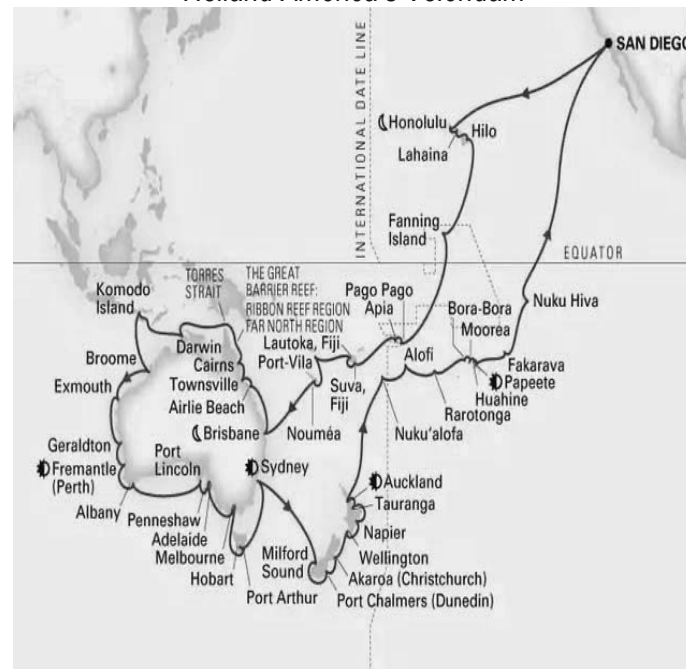 Holland America's Volendam
SAN DIEGO
INTERNATIONAL DATE LINE
Honolulu
Hilo
Lahaina
Fanning
Island
EQUATOR
TORRES
STRAIT
THE GREAT
BARRIER REEF:
RIBBON REEF REGION
FAR NORTH REGION
Komodo
Island
Pago Pago
Apia
Bora-Bora
Moorea
Nuku Hiva
Darwin
Cairns
Townsville
Airlie Beach
Lautoka, Fiji
Port-Vila
Alofi
Broome
Exmouth
Suva,
Fiji
Fakarava
Papeete
Huahine
Rarotonga
Brisbane
Nouméa
Nuku'alofa
Geraldton
Fremantle
(Perth)
Port
Lincoln
Sydney
Auckland
Tauranga
Albany
Penneshaw
Adelaide
Melbourne
Hobart
Napier
Milford
Sound
Wellington
Akaroa (Christchurch)
Port Arthur
Port Chalmers (Dunedin)